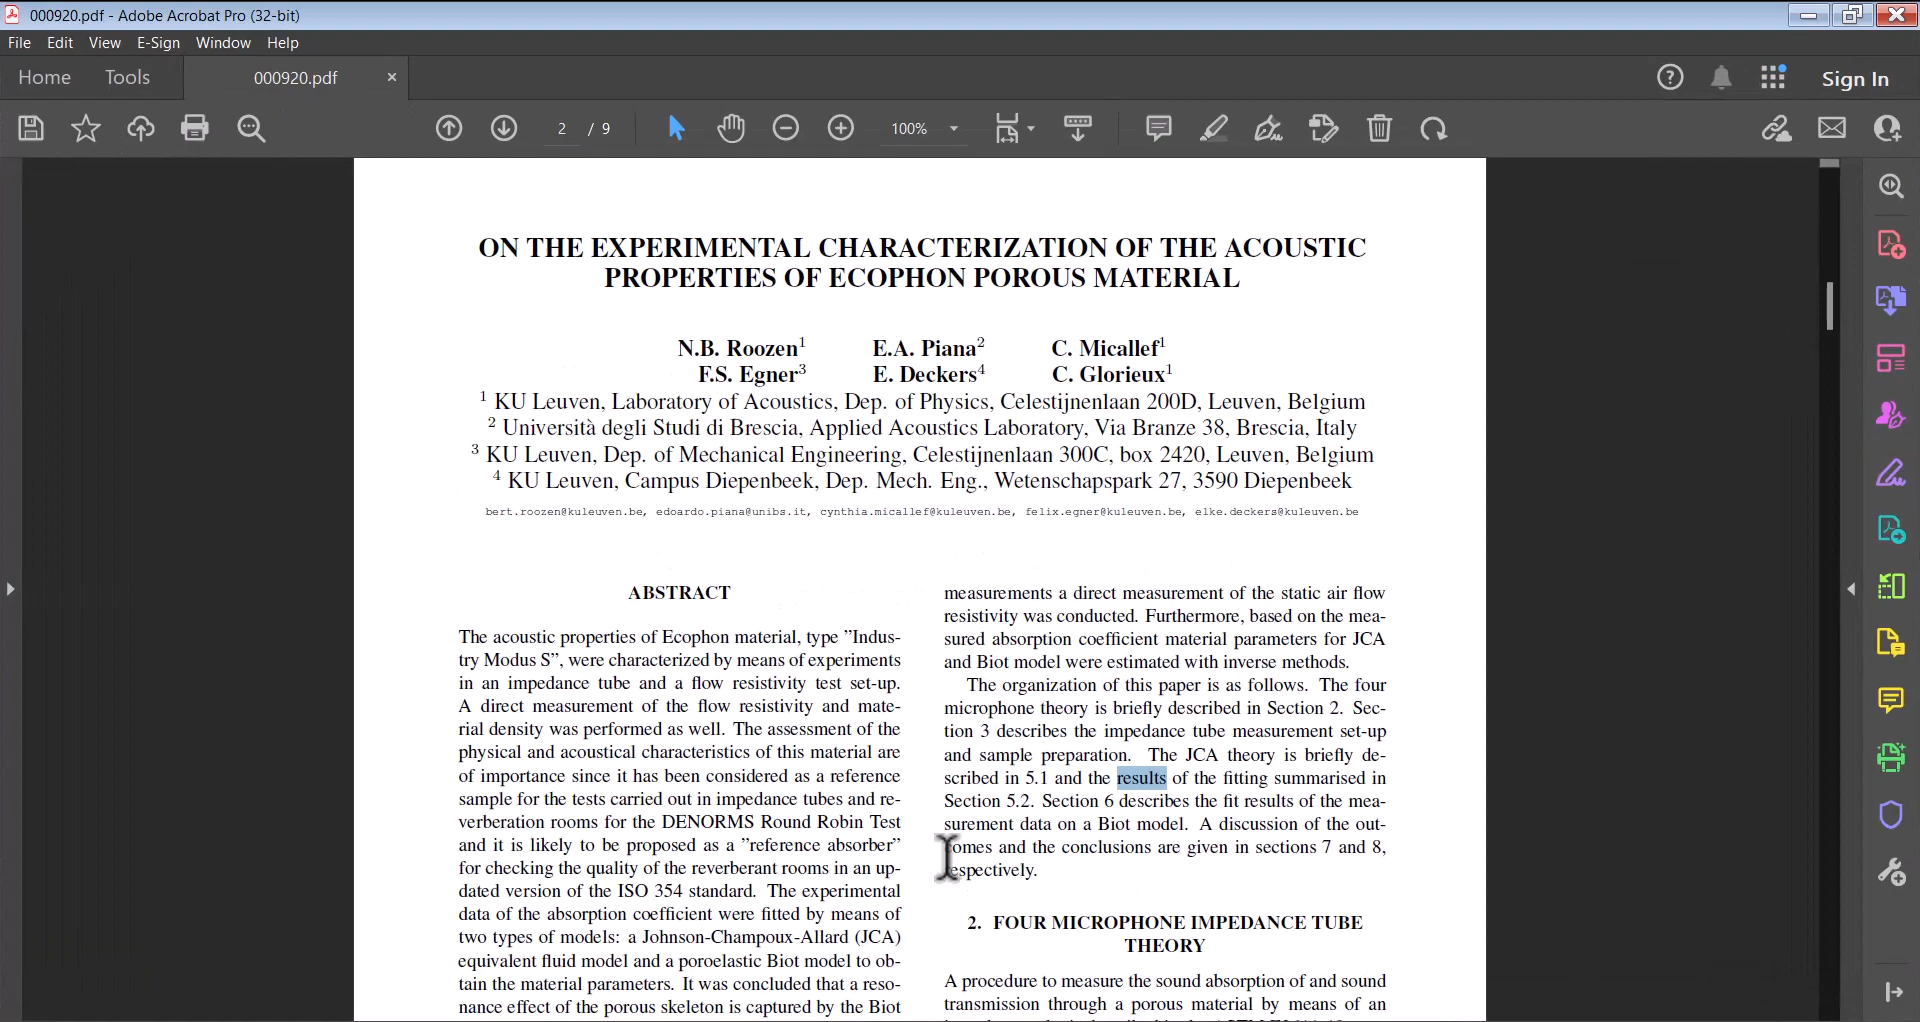 000920.pdf - Adobe Acrobat Pro (32-bit)
File Edit View E-Sign Window Help
Home Tools 000920.pdf × Sign In
2 / 9 100%
ON THE EXPERIMENTAL CHARACTERIZATION OF THE ACOUSTIC
PROPERTIES OF ECOPHON POROUS MATERIAL
N.B. Roozen1 E.A. Piana2 C. Micallef1
F.S. Egner3 E. Deckers4 C. Glorieux1
1 KU Leuven, Laboratory of Acoustics, Dep. of Physics, Celestijnenlaan 200D, Leuven, Belgium
2 Università degli Studi di Brescia, Applied Acoustics Laboratory, Via Branze 38, Brescia, Italy
3 KU Leuven, Dep. of Mechanical Engineering, Celestijnenlaan 300C, box 2420, Leuven, Belgium
4 KU Leuven, Campus Diepenbeek, Dep. Mech. Eng., Wetenschapspark 27, 3590 Diepenbeek
bert.roozen@kuleuven.be, edoardo.piana@unibs.it, cynthia.micallef@kuleuven.be, felix.egner@kuleuven.be, elke.deckers@kuleuven.be
ABSTRACT
The acoustic properties of Ecophon material, type ”Indus-
try Modus S”, were characterized by means of experiments
in an impedance tube and a flow resistivity test set-up.
A direct measurement of the flow resistivity and mate-
rial density was performed as well. The assessment of the
physical and acoustical characteristics of this material are
of importance since it has been considered as a reference
sample for the tests carried out in impedance tubes and re-
verberation rooms for the DENORMS Round Robin Test
and it is likely to be proposed as a ”reference absorber”
for checking the quality of the reverberant rooms in an up-
dated version of the ISO 354 standard. The experimental
data of the absorption coefficient were fitted by means of
two types of models: a Johnson-Champoux-Allard (JCA)
equivalent fluid model and a poroelastic Biot model to ob-
tain the material parameters. It was concluded that a reso-
nance effect of the porous skeleton is captured by the Biot
measurements a direct measurement of the static air flow
resistivity was conducted. Furthermore, based on the mea-
sured absorption coefficient material parameters for JCA
and Biot model were estimated with inverse methods.
The organization of this paper is as follows. The four
microphone theory is briefly described in Section 2. Sec-
tion 3 describes the impedance tube measurement set-up
and sample preparation. The JCA theory is briefly de-
scribed in 5.1 and the results of the fitting summarised in
Section 5.2. Section 6 describes the fit results of the mea-
surement data on a Biot model. A discussion of the out-
comes and the conclusions are given in sections 7 and 8,
respectively.
2. FOUR MICROPHONE IMPEDANCE TUBE
THEORY
A procedure to measure the sound absorption of and sound
transmission through a porous material by means of an